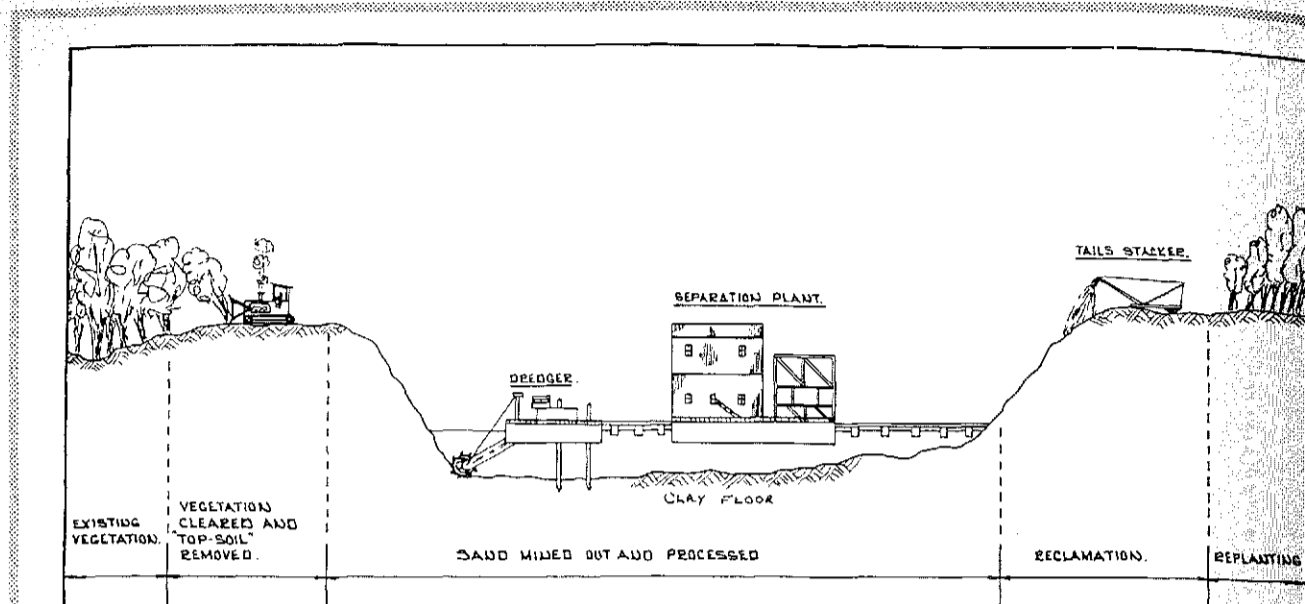 TAILS STACKER.
SEPARATION PLANT.
DREDGER.
CLAY FLOOR
EXISTING
VEGETATION.
VEGETATION
CLEARED AND
"TOP-SOIL"
REMOVED.
SAND MINED OUT AND PROCESSED
RECLAMATION.
REPLANTING